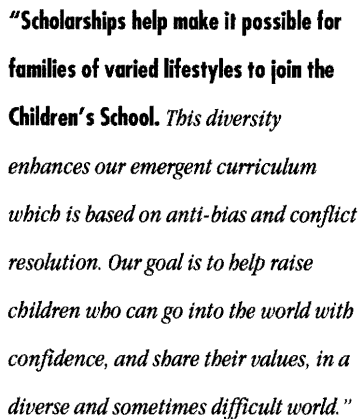 "Scholarships help make it possible for
families of varied lifestyles to join the
Children's School. This diversity
enhances our emergent curriculum
which is based on anti-bias and conflict
resolution. Our goal is to help raise
children who can go into the world with
confidence, and share their values, in a
diverse and sometimes difficult world."